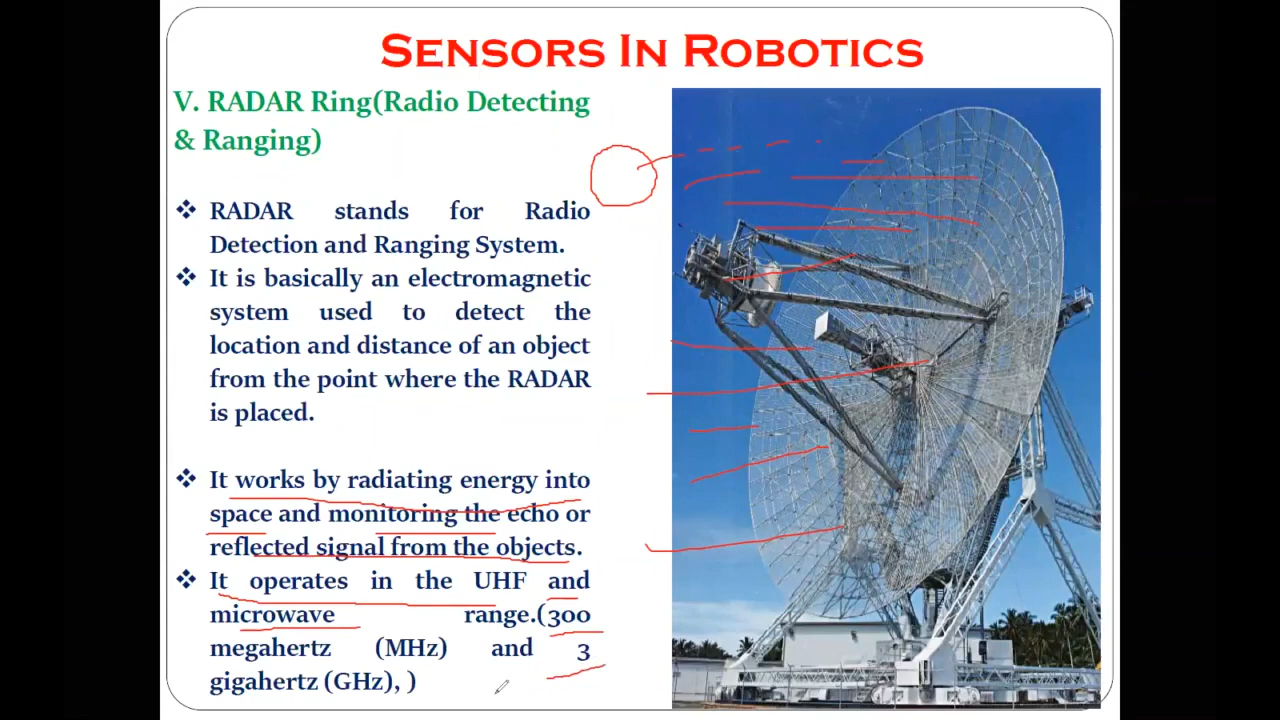 SENSORS IN ROBOTICS
V. RADAR Ring(Radio Detecting
& Ranging)
❖ RADAR stands for Radio
Detection and Ranging System.
❖ It is basically an electromagnetic
system used to detect the
location and distance of an object
from the point where the RADAR
is placed.
❖ It works by radiating energy into
space and monitoring the echo or
reflected signal from the objects.
❖ It operates in the UHF and
microwave range.(300
megahertz (MHz) and 3
gigahertz (GHz), )